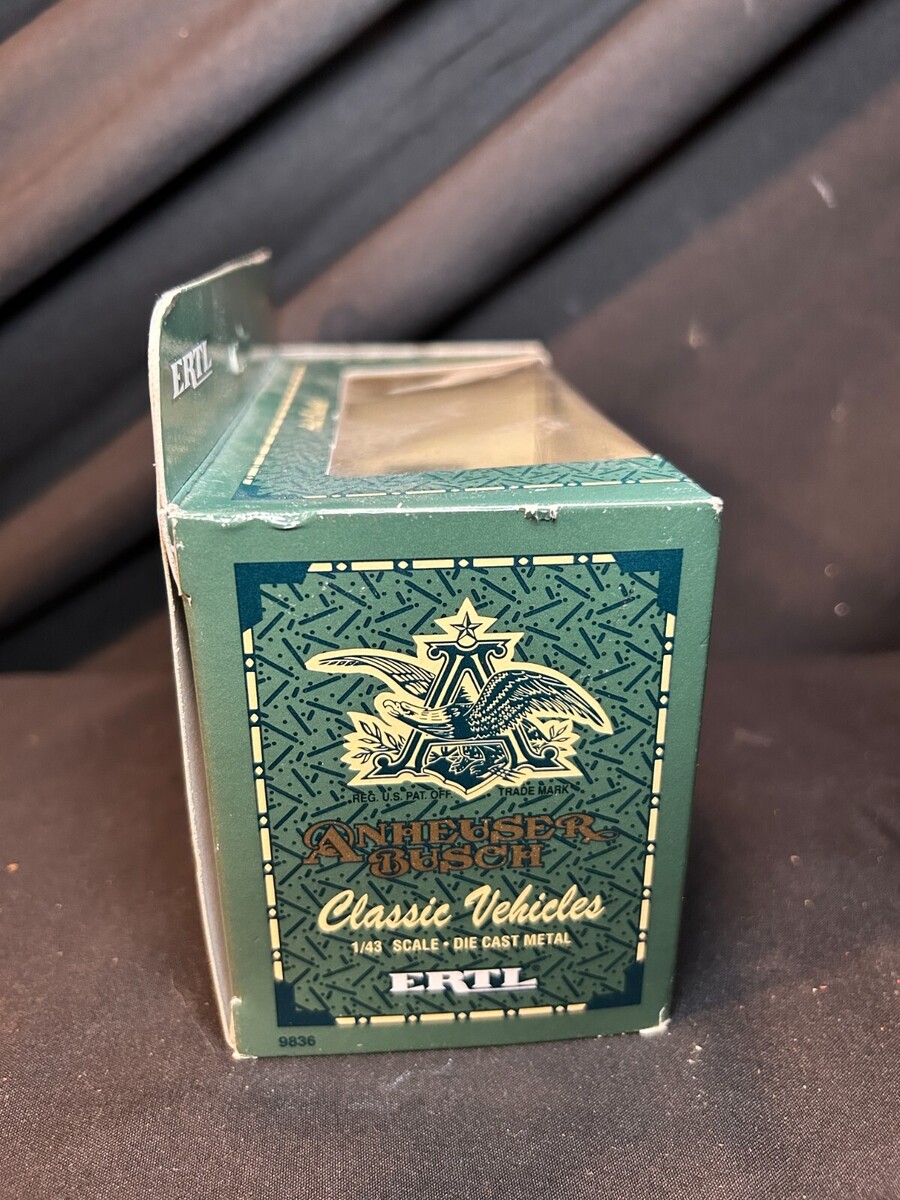 ERTL
REG. U.S. PAT. OFF. TRADE MARK
ANHEUSER
BUSCH
Classic Vehicles
1/43 SCALE • DIE CAST METAL
ERTL
9836